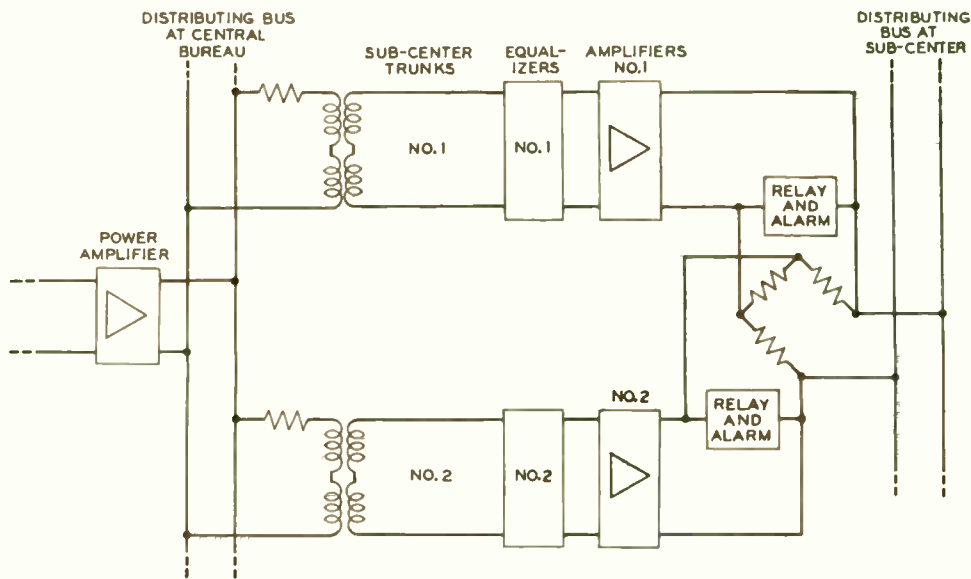 DISTRIBUTING BUS
AT CENTRAL
BUREAU
SUB-CENTER
TRUNKS
EQUAL-
IZERS
AMPLIFIERS
NO.1
DISTRIBUTING
BUS AT
SUB-CENTER
NO.1
NO.1
RELAY
AND
ALARM
POWER
AMPLIFIER
NO.2
RELAY
AND
ALARM
NO.2
NO.2